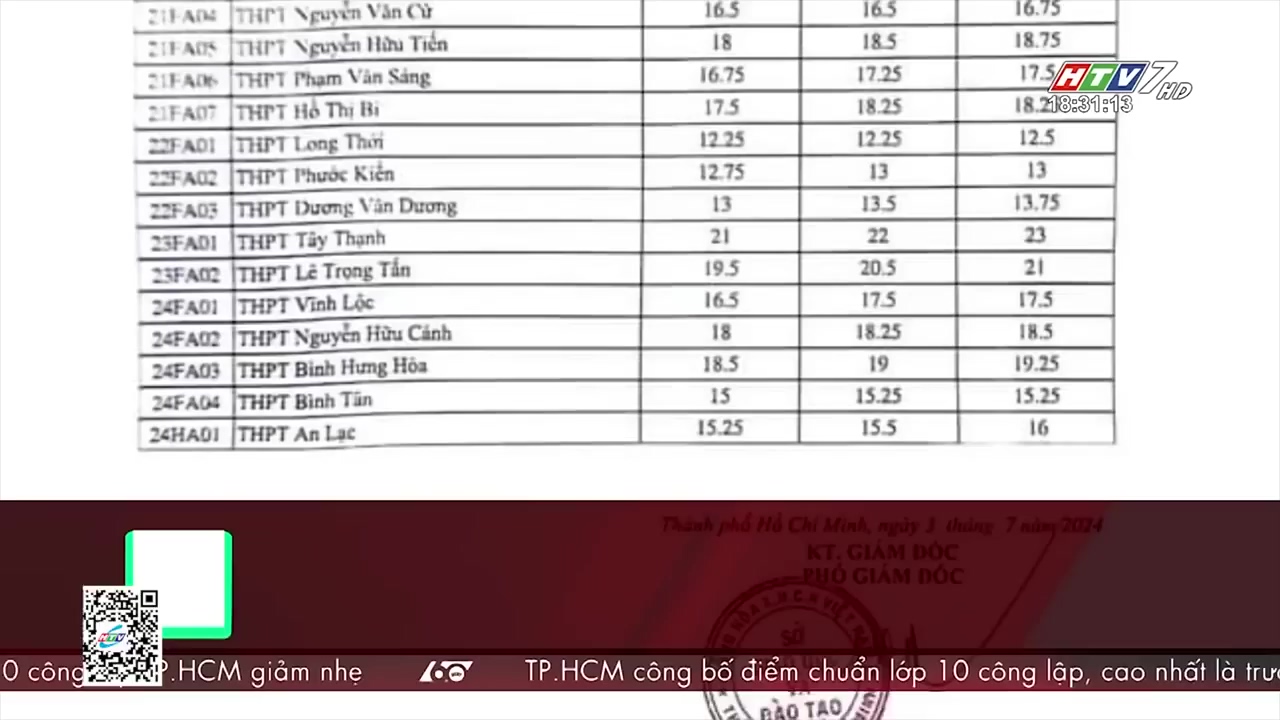 21FA04 THPT Nguyễn Văn Cừ 16.5 16.5 16.75
21FA05 THPT Nguyễn Hữu Tiến 18 18.5 18.75
21FA06 THPT Phạm Văn Sáng 16.75 17.25 17.5
21FA07 THPT Hồ Thị Bi 17.5 18.25 18.2
22FA01 THPT Long Thới 12.25 12.25 12.5
22FA02 THPT Phước Kiển 12.75 13 13
22FA03 THPT Dương Văn Dương 13 13.5 13.75
23FA01 THPT Tây Thạnh 21 22 23
23FA02 THPT Lê Trọng Tấn 19.5 20.5 21
24FA01 THPT Vĩnh Lộc 16.5 17.5 17.5
24FA02 THPT Nguyễn Hữu Cảnh 18 18.25 18.5
24FA03 THPT Bình Hưng Hòa 18.5 19 19.25
24FA04 THPT Bình Tân 15 15.25 15.25
24HA01 THPT An Lạc 15.25 15.5 16
HTV7 HD
18:31:13
Thành phố Hồ Chí Minh, ngày 3 tháng 7 năm 2024
KT. GIÁM ĐỐC
PHÓ GIÁM ĐỐC
SỞ
ĐÀO TẠO
HTV
0 công P.HCM giảm nhẹ 60 TP.HCM công bố điểm chuẩn lớp 10 công lập, cao nhất là trư